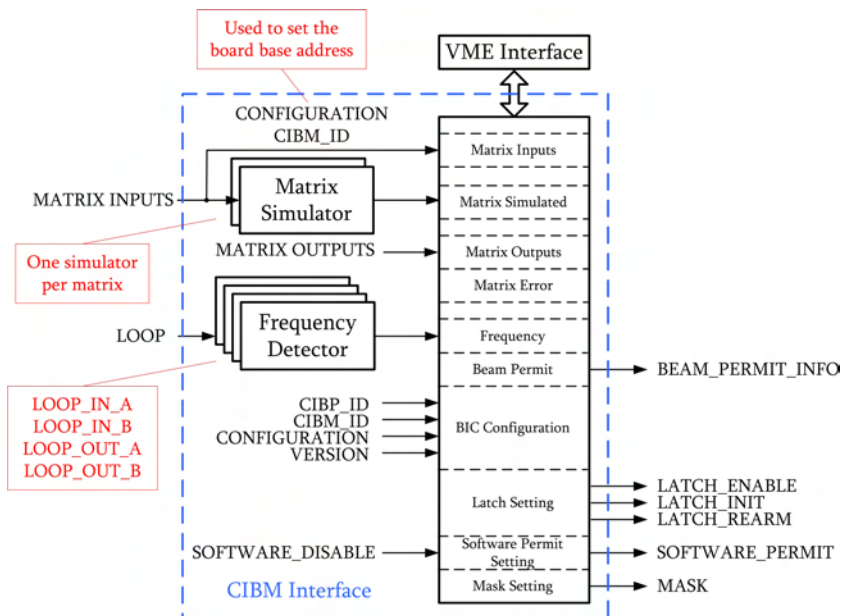 Used to set the
board base address
VME Interface
CONFIGURATION
CIBM_ID
Matrix Inputs
MATRIX INPUTS
Matrix
Simulator
Matrix Simulated
One simulator
per matrix
MATRIX OUTPUTS
Matrix Outputs
Matrix Error
LOOP
Frequency
Detector
Frequency
Beam Permit
BEAM_PERMIT_INFO
LOOP_IN_A
LOOP_IN_B
LOOP_OUT_A
LOOP_OUT_B
CIBP_ID
CIBM_ID
CONFIGURATION
VERSION
BIC Configuration
Latch Setting
LATCH_ENABLE
LATCH_INIT
LATCH_REARM
SOFTWARE_DISABLE
Software Permit
Setting
SOFTWARE_PERMIT
CIBM Interface
Mask Setting
MASK